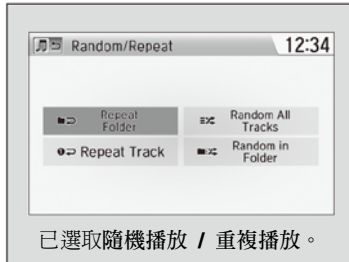 Random/Repeat
12:34
Repeat
Folder
Random All
Tracks
Repeat Track
Random in
Folder
已選取隨機播放 / 重複播放。